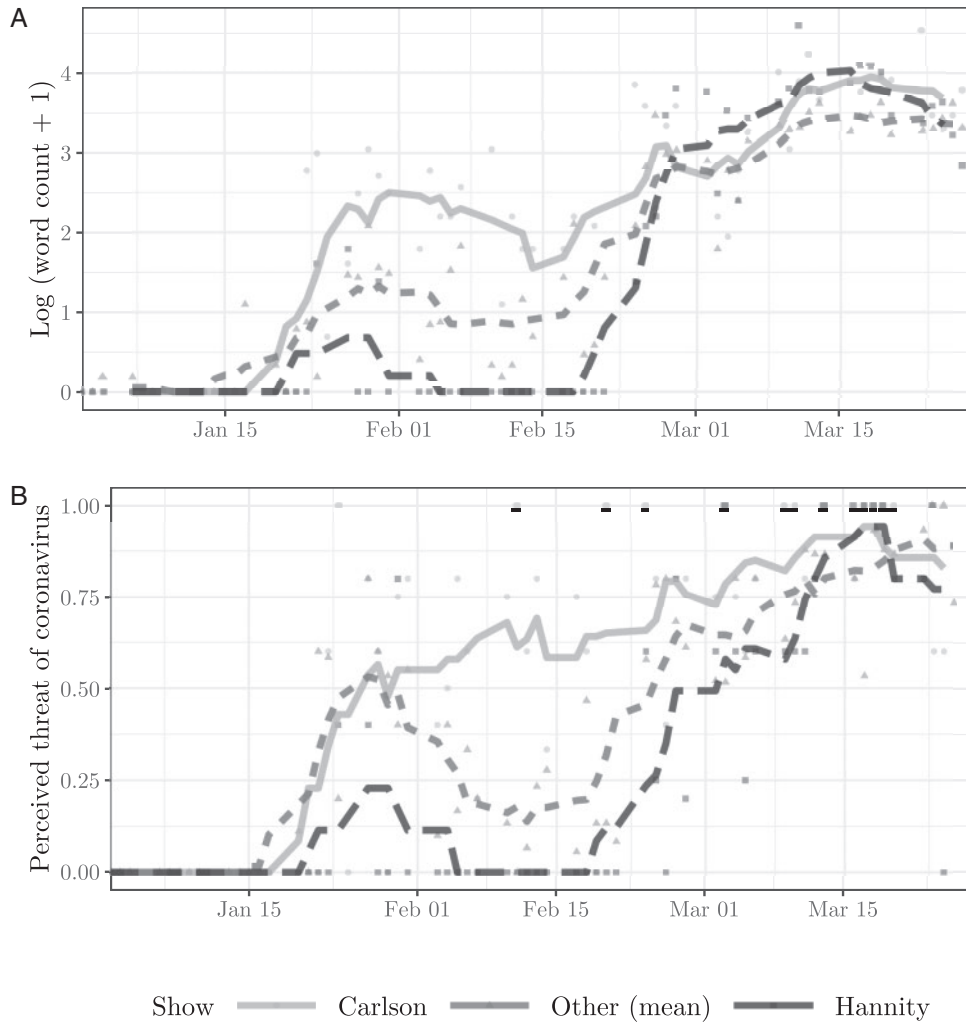 A
Log (word count + 1)
4
3
2
1
0
Jan 15
Feb 01
Feb 15
Mar 01
Mar 15
B
Perceived threat of coronavirus
1.00
0.75
0.50
0.25
0.00
Jan 15
Feb 01
Feb 15
Mar 01
Mar 15
Show Carlson Other (mean) Hannity